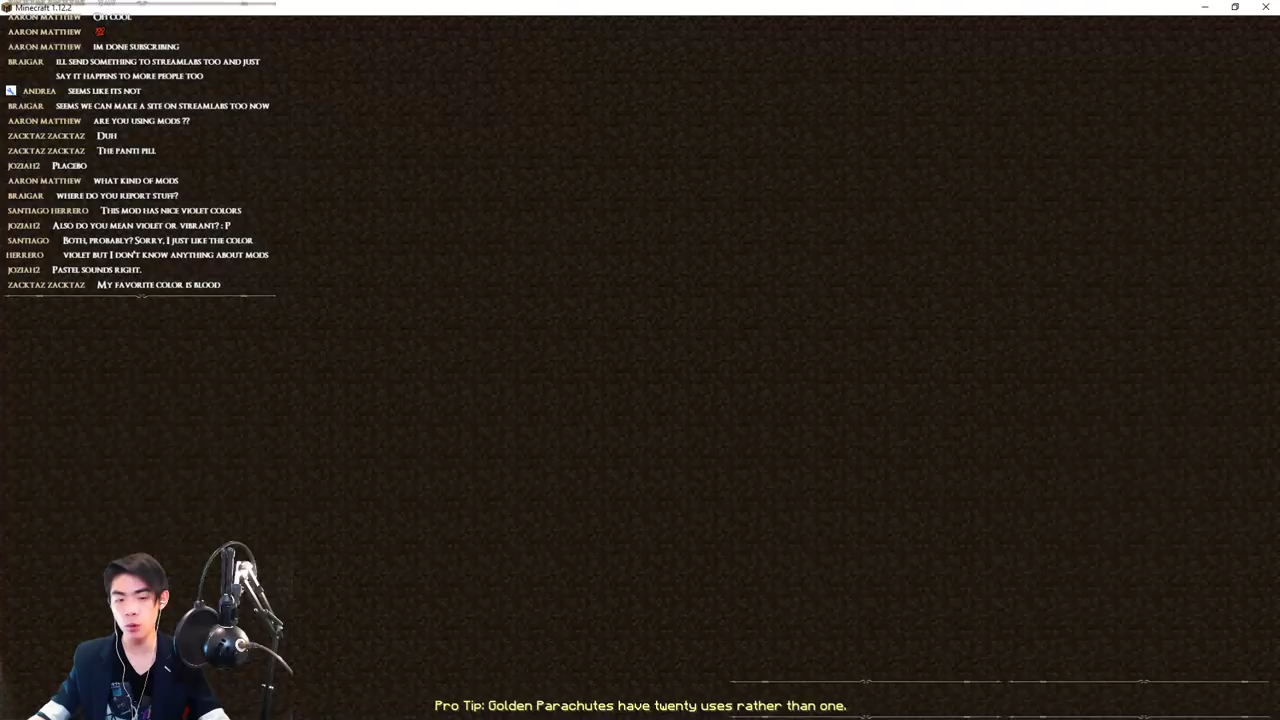 Minecraft 1.12.2
AARON MATTHEW OH COOL
AARON MATTHEW
AARON MATTHEW IM DONE SUBSCRIBING
BRAIGAR ILL SEND SOMETHING TO STREAMLABS TOO AND JUST
SAY IT HAPPENS TO MORE PEOPLE TOO
ANDREA SEEMS LIKE ITS NOT
BRAIGAR SEEMS WE CAN MAKE A SITE ON STREAMLABS TOO NOW
AARON MATTHEW ARE YOU USING MODS ??
ZACKTAZ ZACKTAZ DUH
ZACKTAZ ZACKTAZ THE PANTI PILL
JOZIAH2 PLACEBO
AARON MATTHEW WHAT KIND OF MODS
BRAIGAR WHERE DO YOU REPORT STUFF?
SANTIAGO HERRERO THIS MOD HAS NICE VIOLET COLORS
JOZIAH2 ALSO DO YOU MEAN VIOLET OR VIBRANT? : P
SANTIAGO BOTH, PROBABLY? SORRY, I JUST LIKE THE COLOR
HERRERO VIOLET BUT I DON'T KNOW ANYTHING ABOUT MODS
JOZIAH2 PASTEL SOUNDS RIGHT.
ZACKTAZ ZACKTAZ MY FAVORITE COLOR IS BLOOD
Pro Tip: Golden Parachutes have twenty uses rather than one.